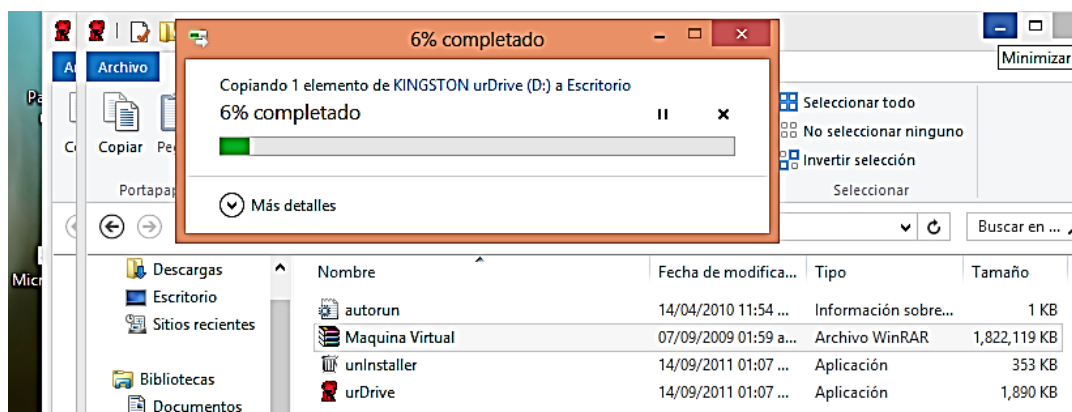 6% completado
Minimizar
Archivo
Copiando 1 elemento de KINGSTON urDrive (D:) a Escritorio
6% completado
Seleccionar todo
No seleccionar ninguno
Invertir selección
Copiar
Seleccionar
Más detalles
Buscar en ...
Descargas
Nombre Fecha de modifica... Tipo Tamaño
Escritorio
autorun 14/04/2010 11:54 ... Información sobre... 1 KB
Sitios recientes
Maquina Virtual 07/09/2009 01:59 a... Archivo WinRAR 1,822,119 KB
unInstaller 14/09/2011 01:07 ... Aplicación 353 KB
Bibliotecas
urDrive 14/09/2011 01:07 ... Aplicación 1,890 KB
Documentos